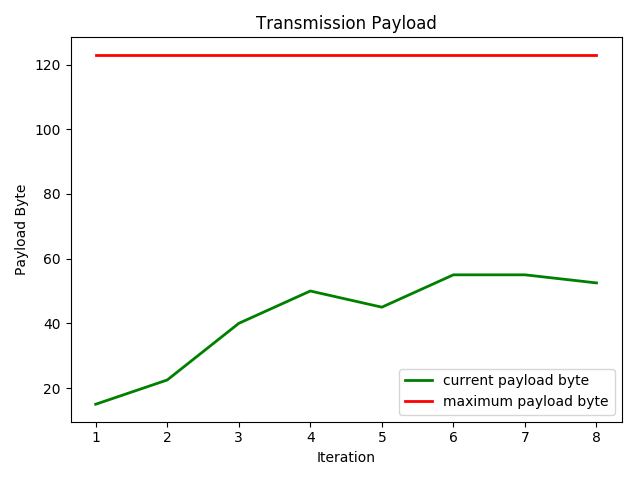 Transmission Payload
Payload Byte
120
100
80
60
40
20
current payload byte
maximum payload byte
1 2 3 4 5 6 7 8
Iteration